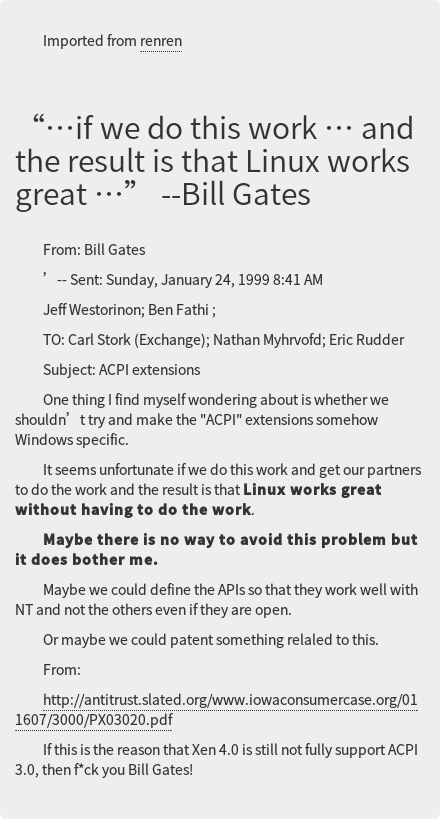 Imported from renren
“…if we do this work … and
the result is that Linux works
great …” --Bill Gates
From: Bill Gates
’ -- Sent: Sunday, January 24, 1999 8:41 AM
Jeff Westorinon; Ben Fathi ;
TO: Carl Stork (Exchange); Nathan Myhrvofd; Eric Rudder
Subject: ACPI extensions
One thing I find myself wondering about is whether we
shouldn’t try and make the "ACPI" extensions somehow
Windows specific.
It seems unfortunate if we do this work and get our partners
to do the work and the result is that Linux works great
without having to do the work.
Maybe there is no way to avoid this problem but
it does bother me.
Maybe we could define the APIs so that they work well with
NT and not the others even if they are open.
Or maybe we could patent something relaled to this.
From:
http://antitrust.slated.org/www.iowaconsumercase.org/01
1607/3000/PX03020.pdf
If this is the reason that Xen 4.0 is still not fully support ACPI
3.0, then f*ck you Bill Gates!